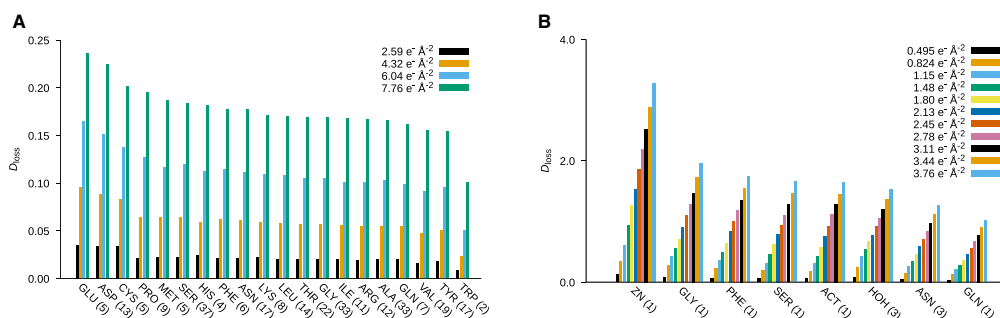 A
0.25
0.20
0.15
0.10
0.05
0.00
Dloss
2.59 e⁻ Å⁻²
4.32 e⁻ Å⁻²
6.04 e⁻ Å⁻²
7.76 e⁻ Å⁻²
GLU (5)
ASP (13)
CYS (5)
PRO (9)
MET (5)
SER (37)
HIS (4)
PHE (6)
ASN (17)
LYS (8)
LEU (14)
THR (22)
GLY (33)
ILE (11)
ARG (12)
ALA (33)
GLN (7)
VAL (19)
TYR (17)
TRP (2)
B
4.0
2.0
0.0
Dloss
0.495 e⁻ Å⁻²
0.824 e⁻ Å⁻²
1.15 e⁻ Å⁻²
1.48 e⁻ Å⁻²
1.80 e⁻ Å⁻²
2.13 e⁻ Å⁻²
2.45 e⁻ Å⁻²
2.78 e⁻ Å⁻²
3.11 e⁻ Å⁻²
3.44 e⁻ Å⁻²
3.76 e⁻ Å⁻²
ZN (1)
GLY (1)
PHE (1)
SER (1)
ACT (1)
HOH (3)
ASN (3)
GLN (1)